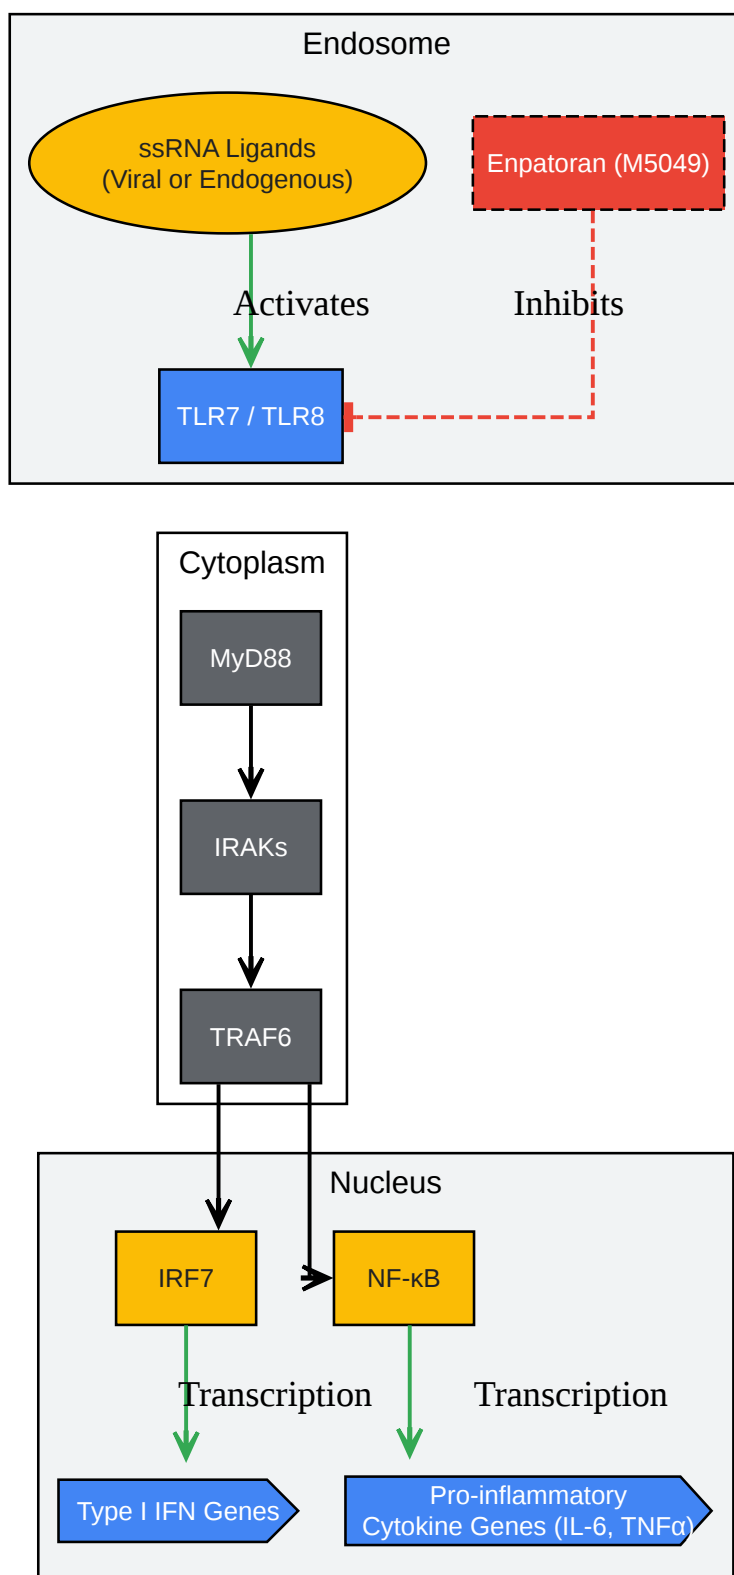 Endosome
ssRNA Ligands
(Viral or Endogenous)
Enpatoran (M5049)
Activates
Inhibits
TLR7 / TLR8
Cytoplasm
MyD88
IRAKs
TRAF6
Nucleus
IRF7
NF-κB
Transcription
Transcription
Type I IFN Genes
Pro-inflammatory
Cytokine Genes (IL-6, TNFα)